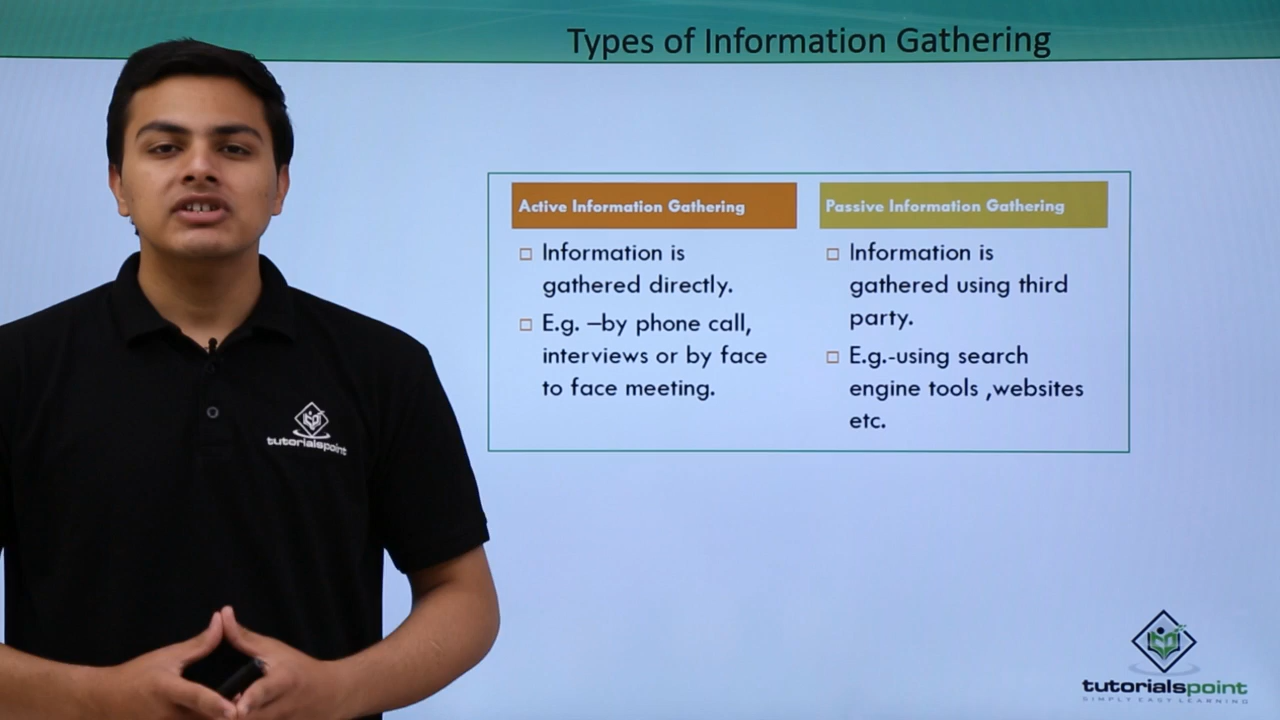 Types of Information Gathering
Active Information Gathering
Information is
gathered directly.
E.g. –by phone call,
interviews or by face
to face meeting.
Passive Information Gathering
Information is
gathered using third
party.
E.g.-using search
engine tools ,websites
etc.
tutorialspoint
tutorialspoint
SIMPLY EASY LEARNING